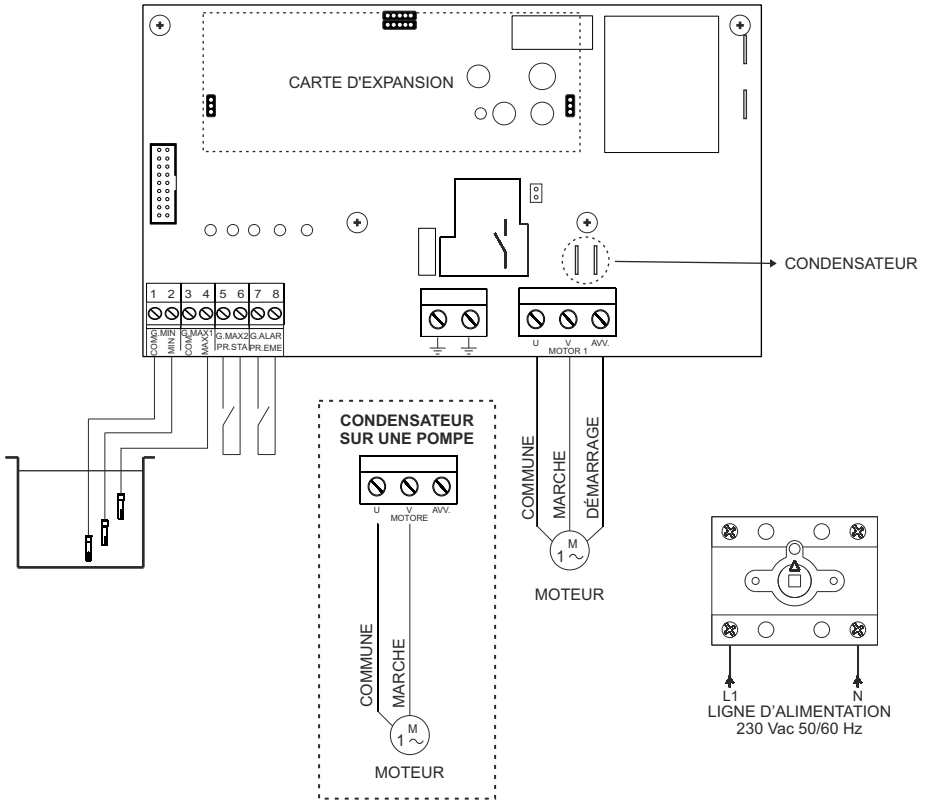 CARTE D'EXPANSION
CONDENSATEUR
1 2 3 4 5 6 7 8
G.MIN G.MAX1 G.MAX2 G.ALAR
COM MIN COM MAX PR.STA PR.EME
U V AVV.
MOTOR 1
COMMUNE
MARCHE
DÉMARRAGE
M
1 ~
MOTEUR
CONDENSATEUR
SUR UNE POMPE
U V AVV.
MOTORE
COMMUNE
MARCHE
M
1 ~
MOTEUR
L1 N
LIGNE D'ALIMENTATION
230 Vac 50/60 Hz